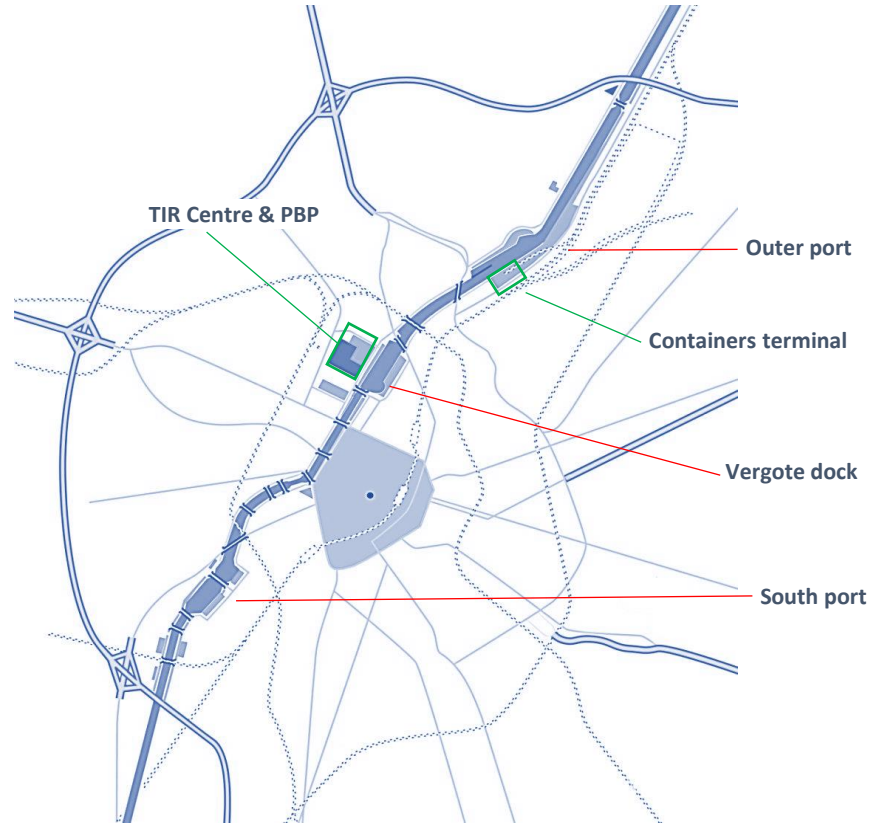 TIR Centre & PBP
Outer port
Containers terminal
Vergote dock
South port